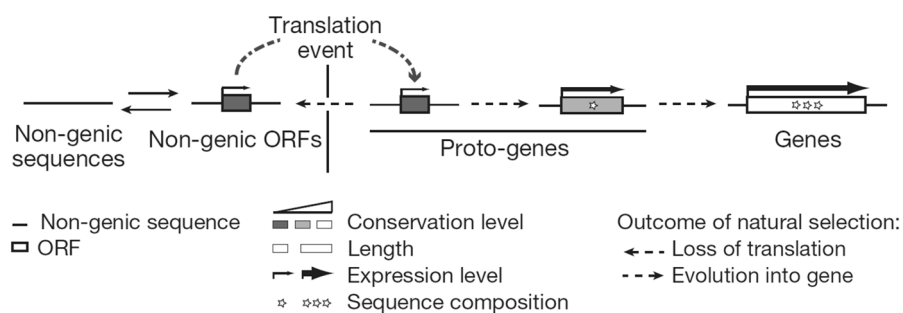 Translation
event
Non-genic
sequences
Non-genic ORFs
Proto-genes
Genes
Non-genic sequence
ORF
Conservation level
Length
Expression level
Sequence composition
Outcome of natural selection:
Loss of translation
Evolution into gene